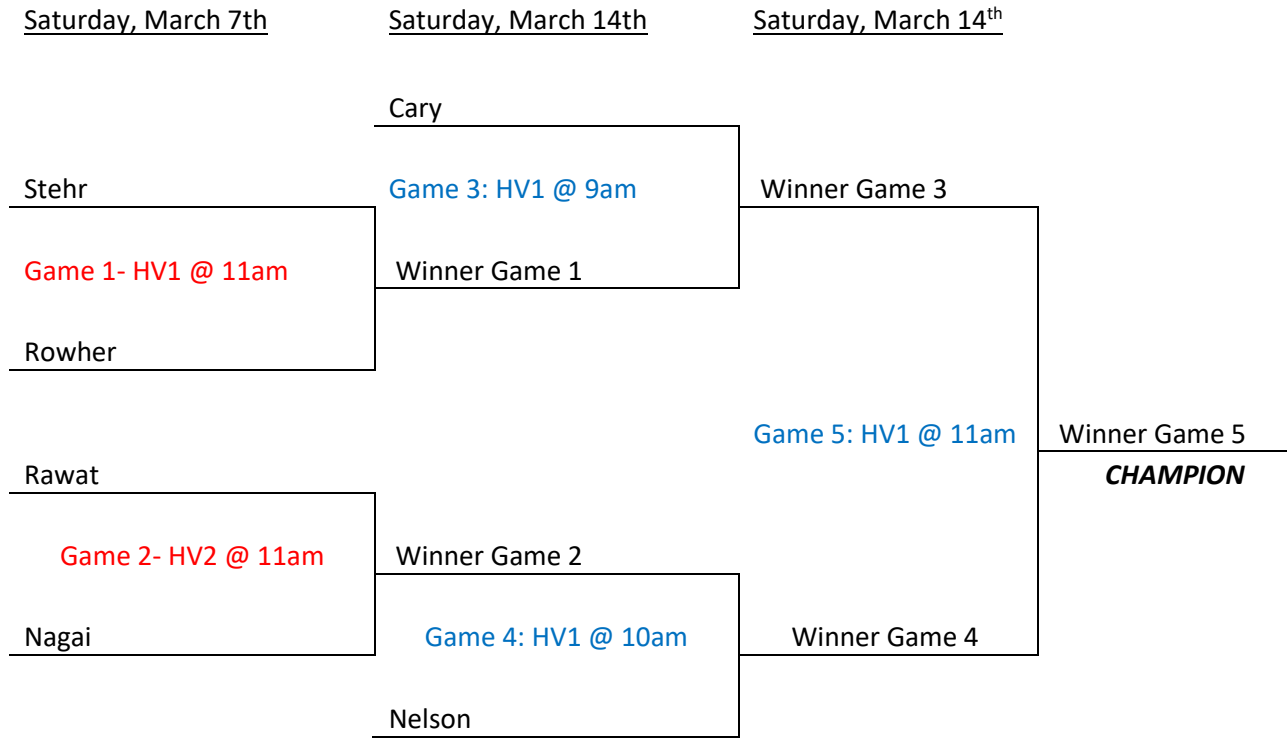 Saturday, March 7th
Saturday, March 14th
Saturday, March 14th
Cary
Stehr
Game 3: HV1 @ 9am
Winner Game 3
Game 1- HV1 @ 11am
Winner Game 1
Rowher
Game 5: HV1 @ 11am
Winner Game 5
Rawat
CHAMPION
Game 2- HV2 @ 11am
Winner Game 2
Nagai
Game 4: HV1 @ 10am
Winner Game 4
Nelson